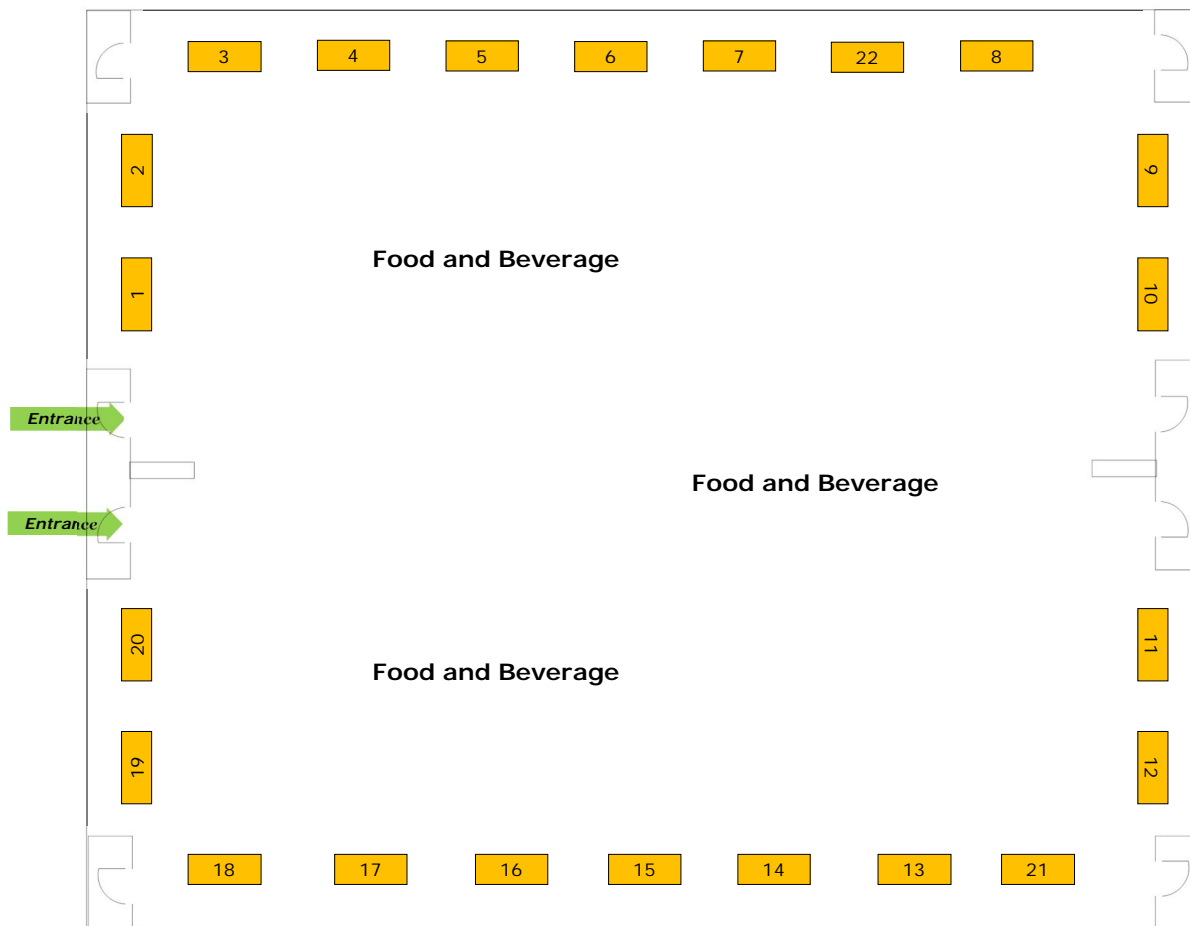 3 4 5 6 7 22 8
2 9
Food and Beverage
1 10
Entrance
Food and Beverage
Entrance
20 11
Food and Beverage
19 12
18 17 16 15 14 13 21